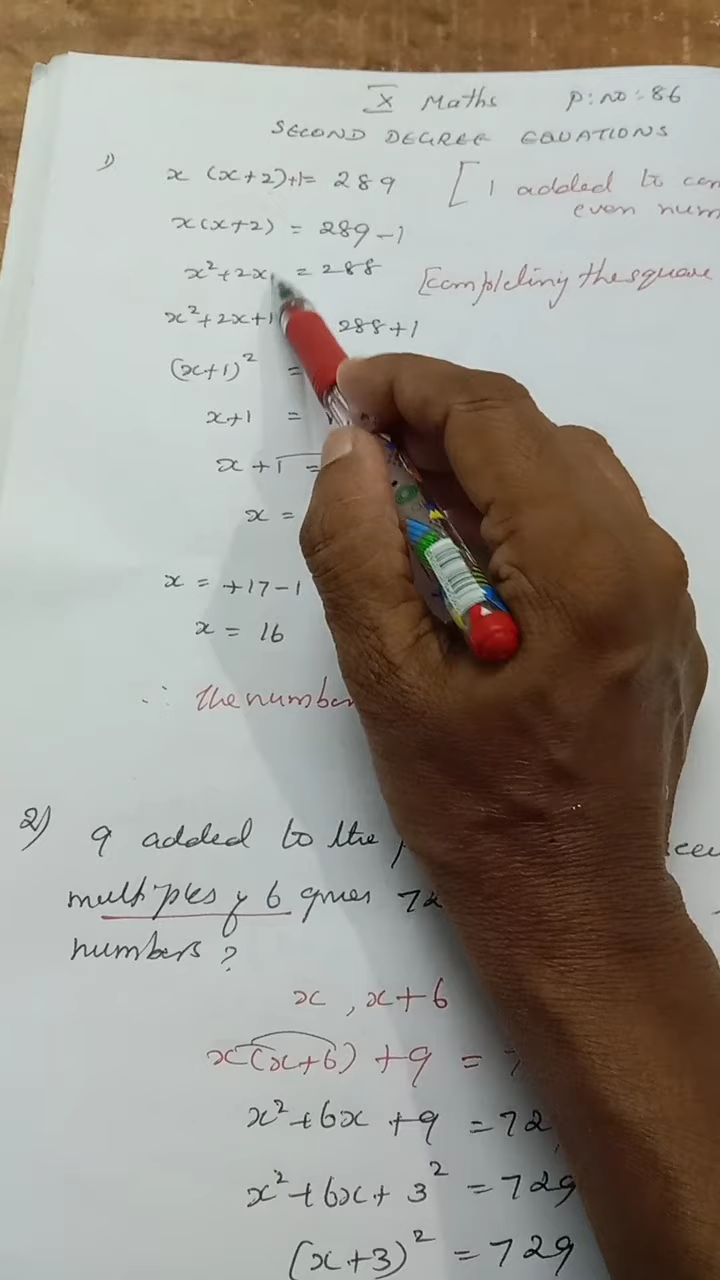 X Maths P: no: 86
SECOND DEGREE EQUATIONS
1) x (x+2)+1= 289 [ 1 added to
even
x(x+2) = 289-1
x²+2x = 288 [completing the square
x²+2x+1 288+1
(x+1)² =
x+1 =
x+1 =
x =
x = +17-1
x = 16
∴ The number
2) 9 added to the
multiples of 6 gives
numbers?
x , x+6
x(x+6) +9 =
x²+6x +9 = 72
x²+6x+ 3² = 729
(x+3)² = 729